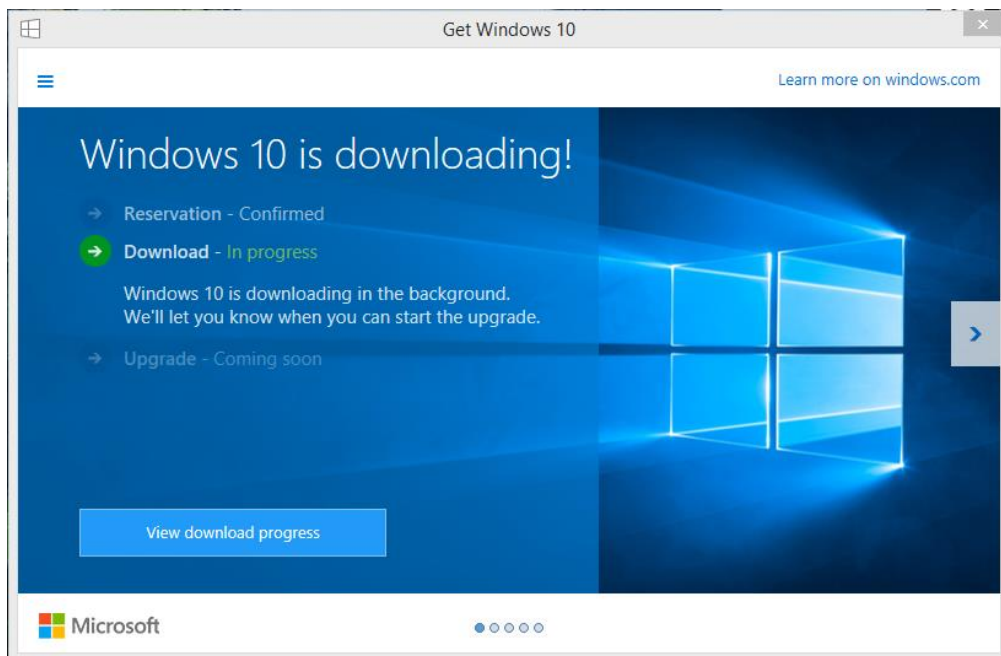 Get Windows 10
Learn more on windows.com
Windows 10 is downloading!
Reservation - Confirmed
Download - In progress
Windows 10 is downloading in the background.
We'll let you know when you can start the upgrade.
Upgrade - Coming soon
View download progress
Microsoft